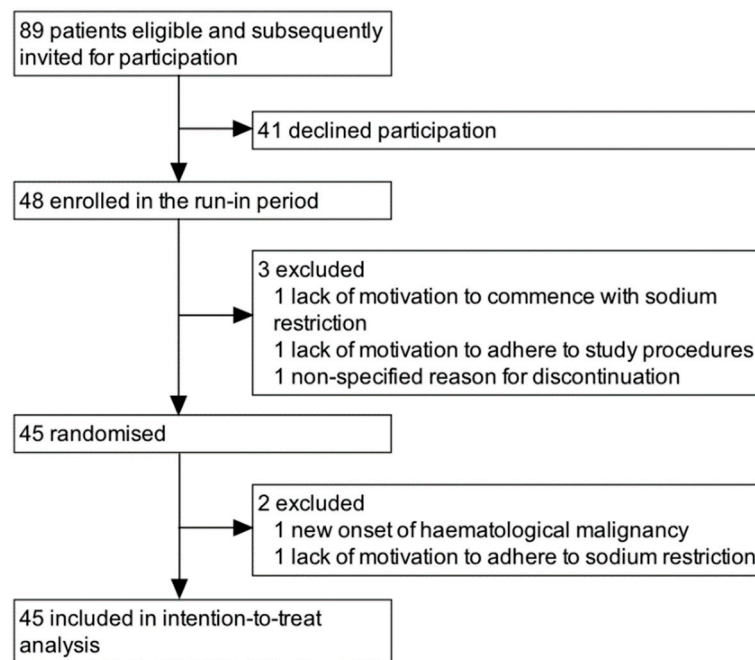 89 patients eligible and subsequently
invited for participation
41 declined participation
48 enrolled in the run-in period
3 excluded
1 lack of motivation to commence with sodium
restriction
1 lack of motivation to adhere to study procedures
1 non-specified reason for discontinuation
45 randomised
2 excluded
1 new onset of haematological malignancy
1 lack of motivation to adhere to sodium restriction
45 included in intention-to-treat
analysis